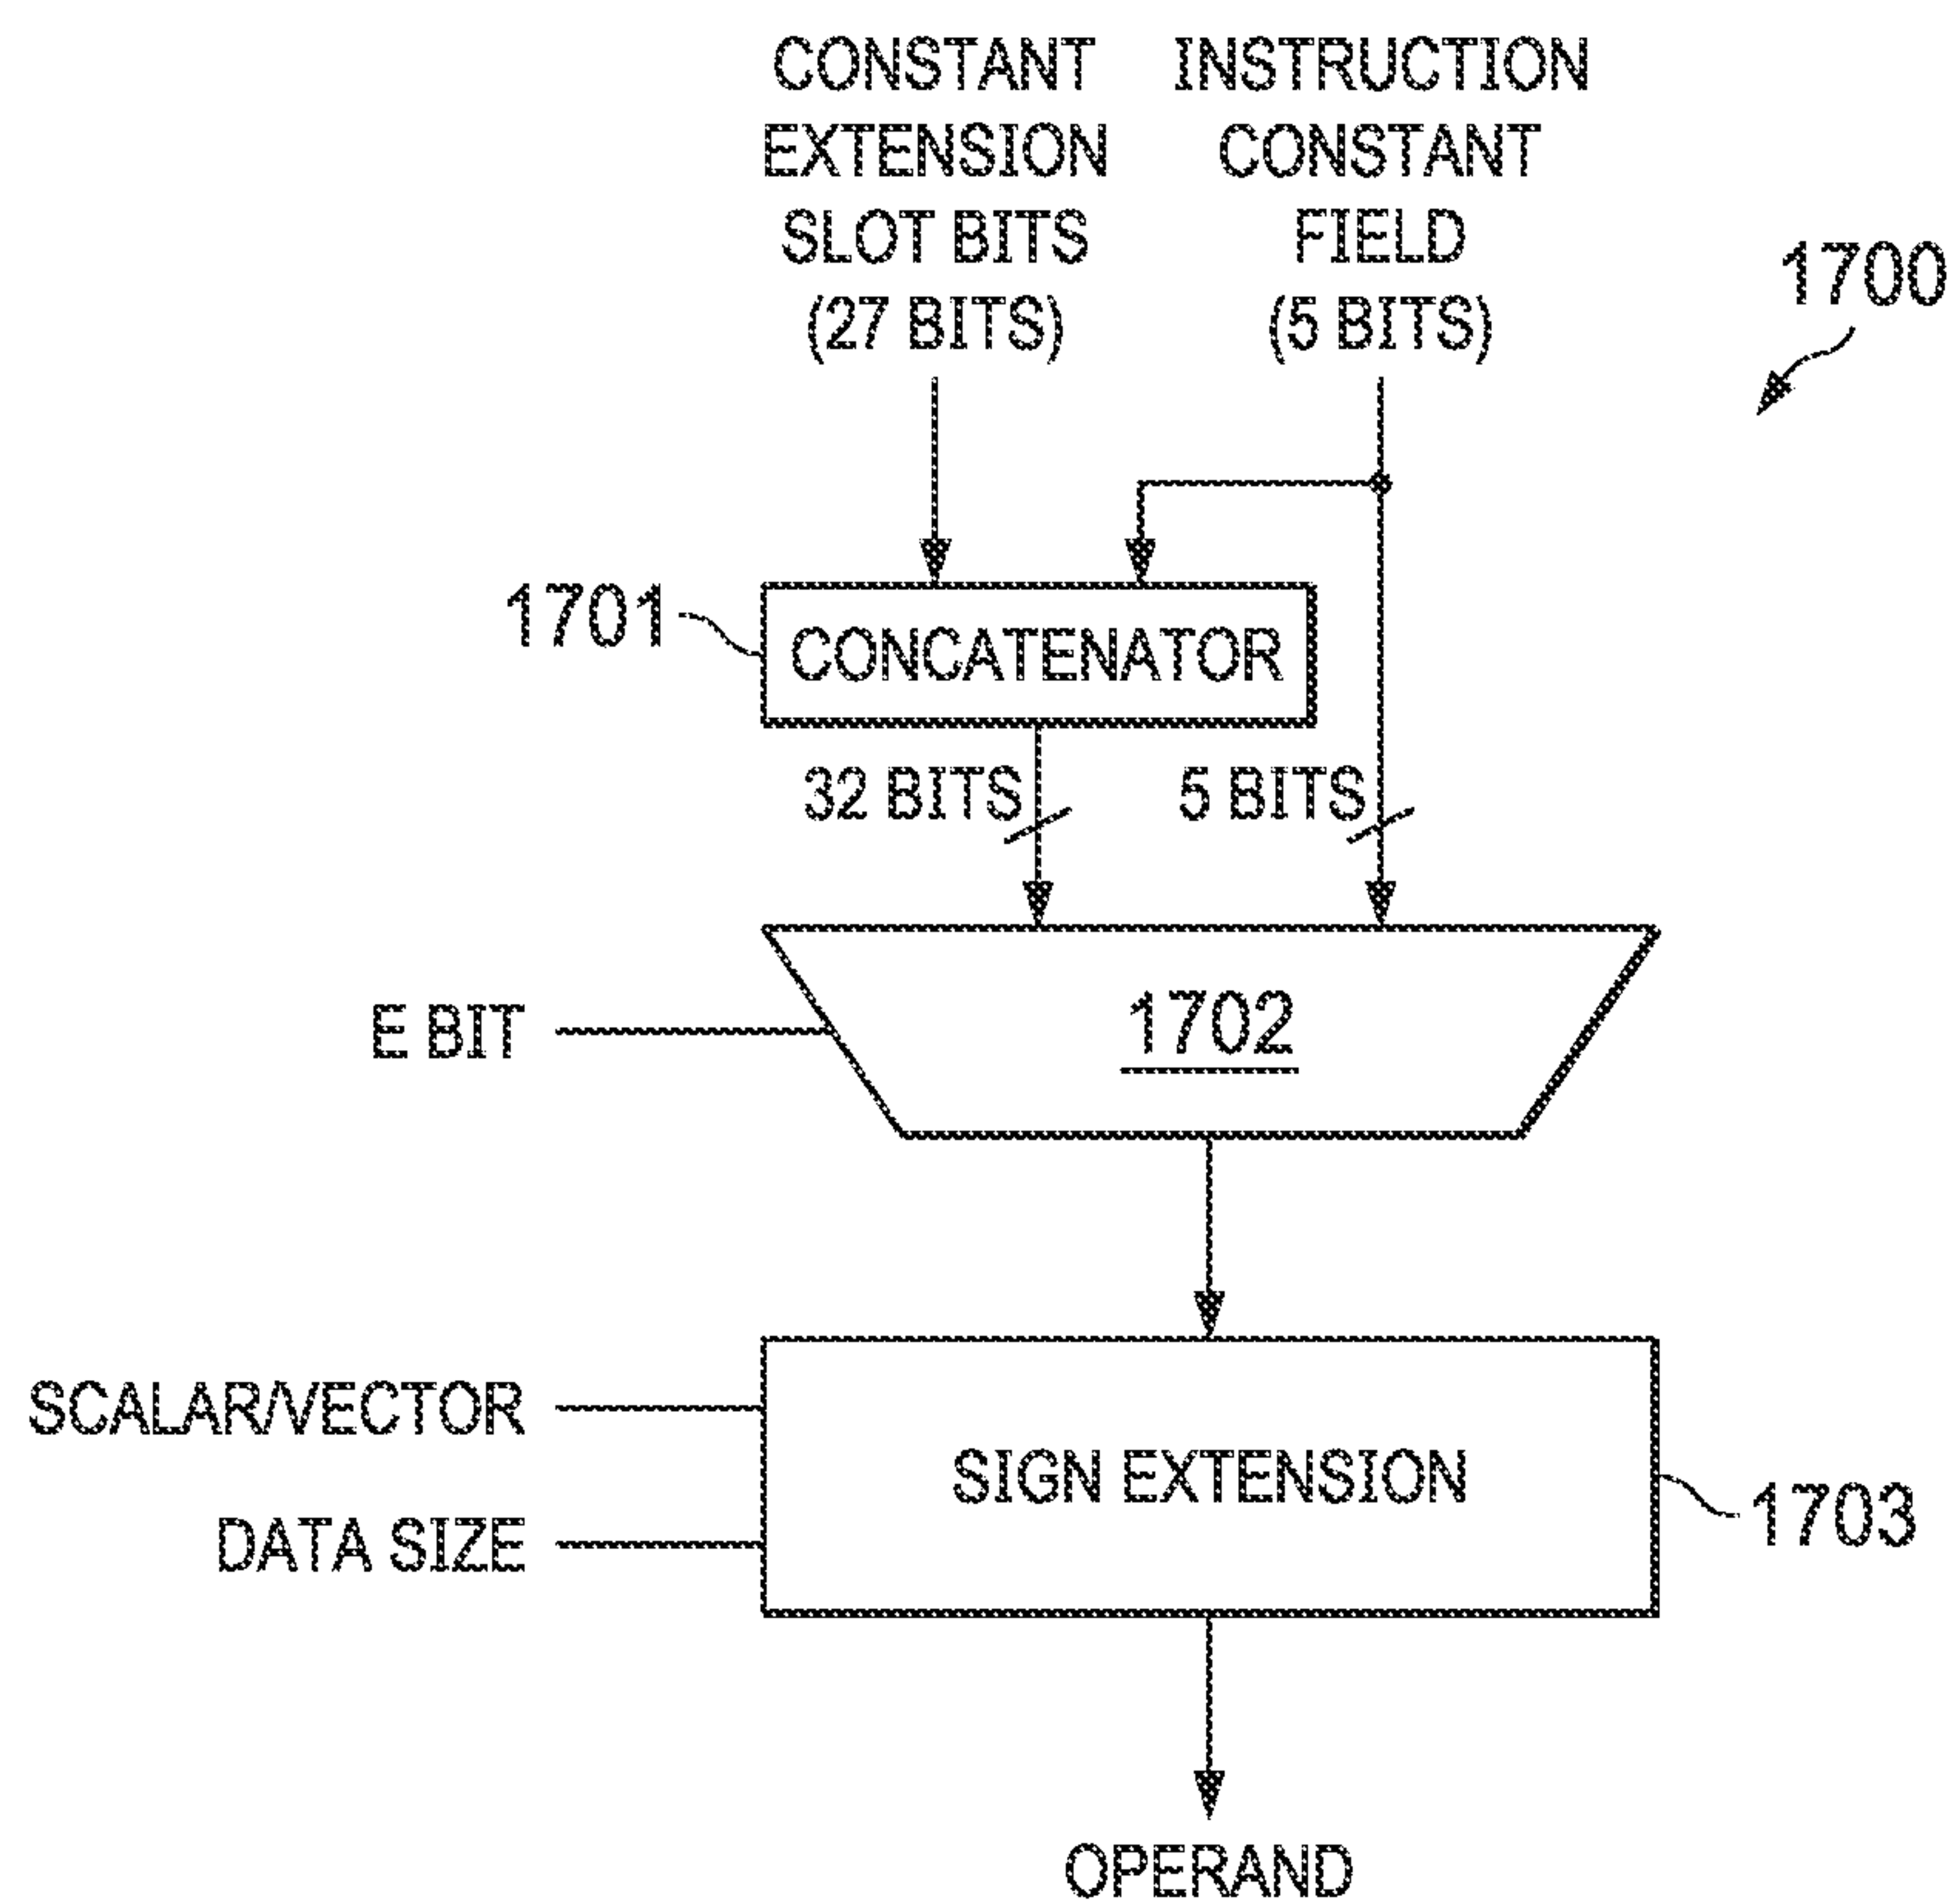 CONSTANT
EXTENSION
SLOT BITS
(27 BITS)
INSTRUCTION
CONSTANT
FIELD
(5 BITS)
1700
1701
CONCATENATOR
32 BITS
5 BITS
E BIT
1702
SCALAR/VECTOR
DATA SIZE
SIGN EXTENSION
1703
OPERAND